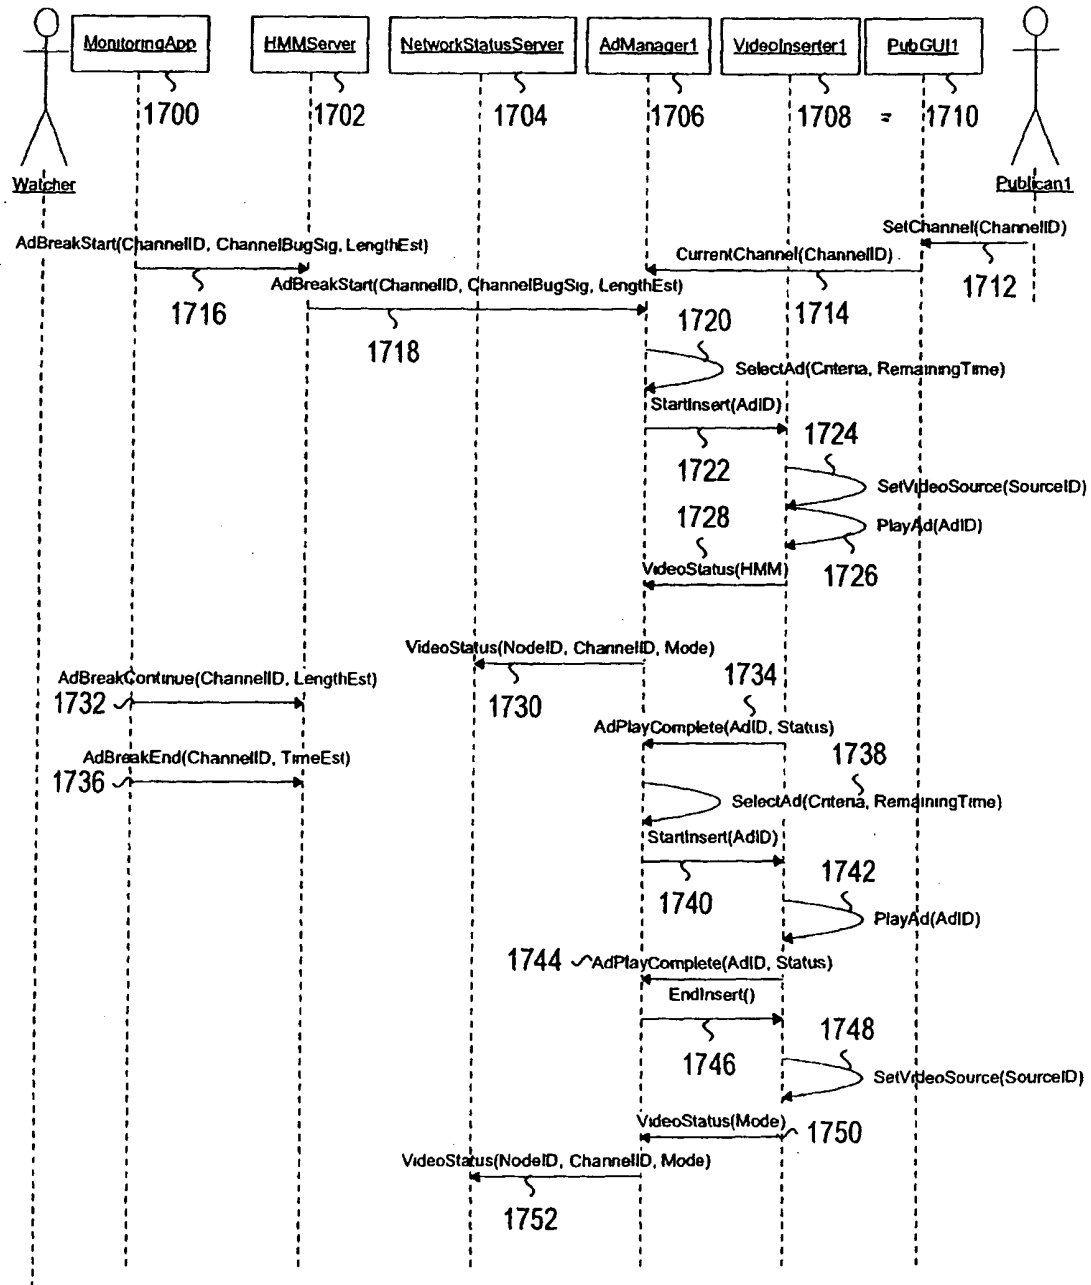 MonitoringApp
HMMServer
NetworkStatusServer
AdManager1
VideoInserter1
PubGUI1
1700
1702
1704
1706
1708
1710
Watcher
Publican1
SetChannel(ChannelID)
1712
AdBreakStart(ChannelID, ChannelBugSig, LengthEst)
1716
CurrentChannel(ChannelID)
1714
AdBreakStart(ChannelID, ChannelBugSig, LengthEst)
1718
1720
SelectAd(Criteria, RemainingTime)
StartInsert(AdID)
1722
1724
SetVideoSource(SourceID)
PlayAd(AdID)
1726
1728
VideoStatus(HMM)
VideoStatus(NodeID, ChannelID, Mode)
1730
AdBreakContinue(ChannelID, LengthEst)
1732
1734
AdPlayComplete(AdID, Status)
AdBreakEnd(ChannelID, TimeEst)
1736
1738
SelectAd(Criteria, RemainingTime)
StartInsert(AdID)
1740
1742
PlayAd(AdID)
1744
AdPlayComplete(AdID, Status)
EndInsert()
1746
1748
SetVideoSource(SourceID)
VideoStatus(Mode)
1750
VideoStatus(NodeID, ChannelID, Mode)
1752